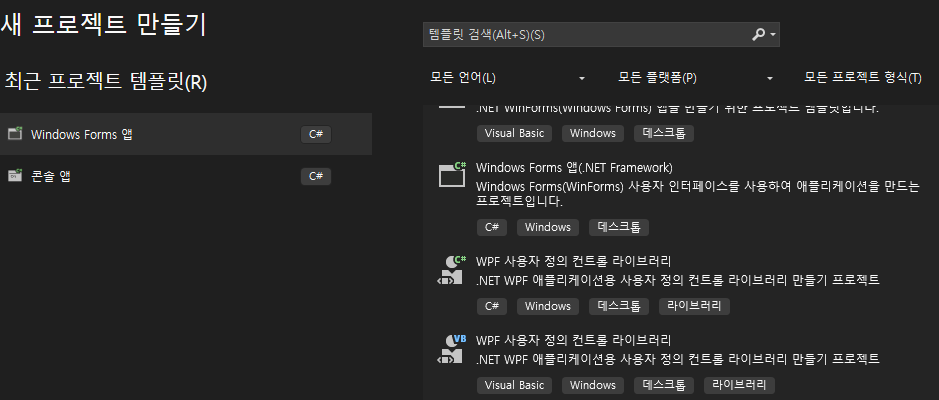 새 프로젝트 만들기
최근 프로젝트 템플릿(R)
Windows Forms 앱
C#
콘솔 앱
C#
템플릿 검색(Alt+S)(S)
모든 언어(L)
모든 플랫폼(P)
모든 프로젝트 형식(T)
.NET WinForms(Windows Forms) 앱을 만들기 위한 프로젝트 템플릿입니다.
Visual Basic
Windows
데스크톱
C#
Windows Forms 앱(.NET Framework)
Windows Forms(WinForms) 사용자 인터페이스를 사용하여 애플리케이션을 만드는
프로젝트입니다.
C#
Windows
데스크톱
C#
WPF 사용자 정의 컨트롤 라이브러리
.NET WPF 애플리케이션용 사용자 정의 컨트롤 라이브러리 만들기 프로젝트
C#
Windows
데스크톱
라이브러리
VB
WPF 사용자 정의 컨트롤 라이브러리
.NET WPF 애플리케이션용 사용자 정의 컨트롤 라이브러리 만들기 프로젝트
Visual Basic
Windows
데스크톱
라이브러리